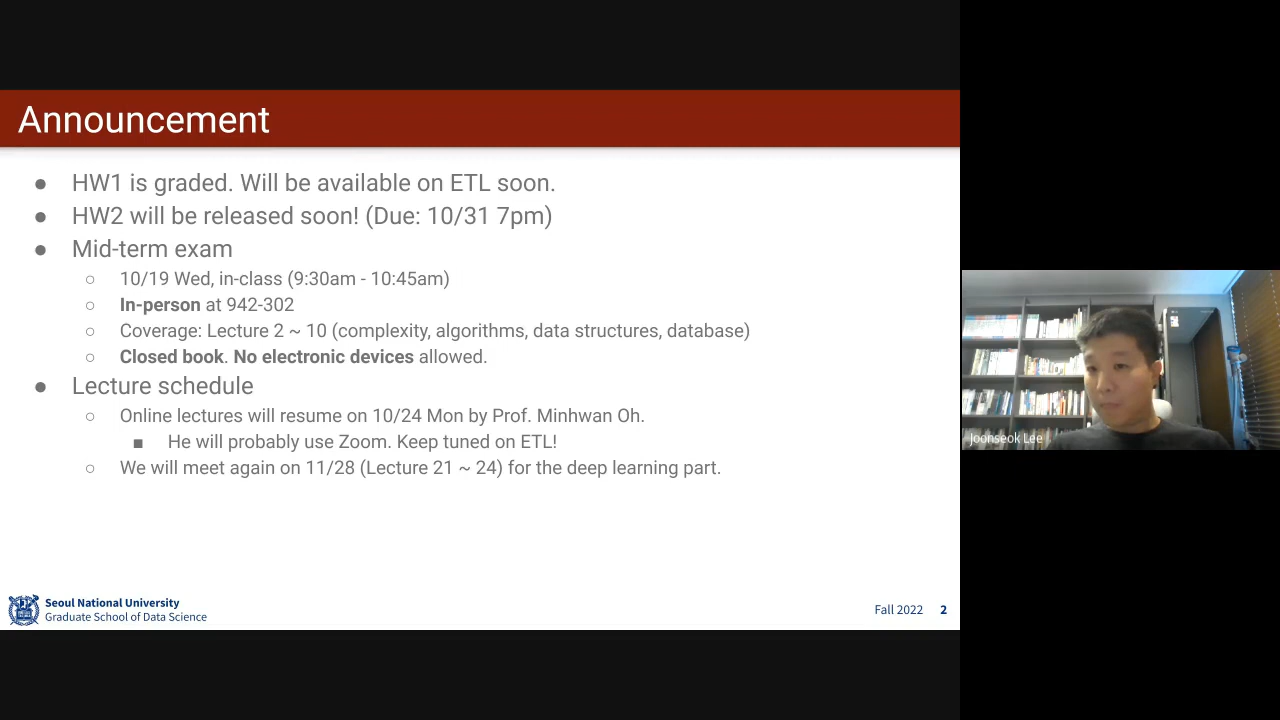 Announcement
● HW1 is graded. Will be available on ETL soon.
● HW2 will be released soon! (Due: 10/31 7pm)
● Mid-term exam
○ 10/19 Wed, in-class (9:30am - 10:45am)
○ In-person at 942-302
○ Coverage: Lecture 2 ~ 10 (complexity, algorithms, data structures, database)
○ Closed book. No electronic devices allowed.
● Lecture schedule
○ Online lectures will resume on 10/24 Mon by Prof. Minhwan Oh.
■ He will probably use Zoom. Keep tuned on ETL!
○ We will meet again on 11/28 (Lecture 21 ~ 24) for the deep learning part.
Seoul National University
Graduate School of Data Science
Fall 2022 2
Joonseok Lee